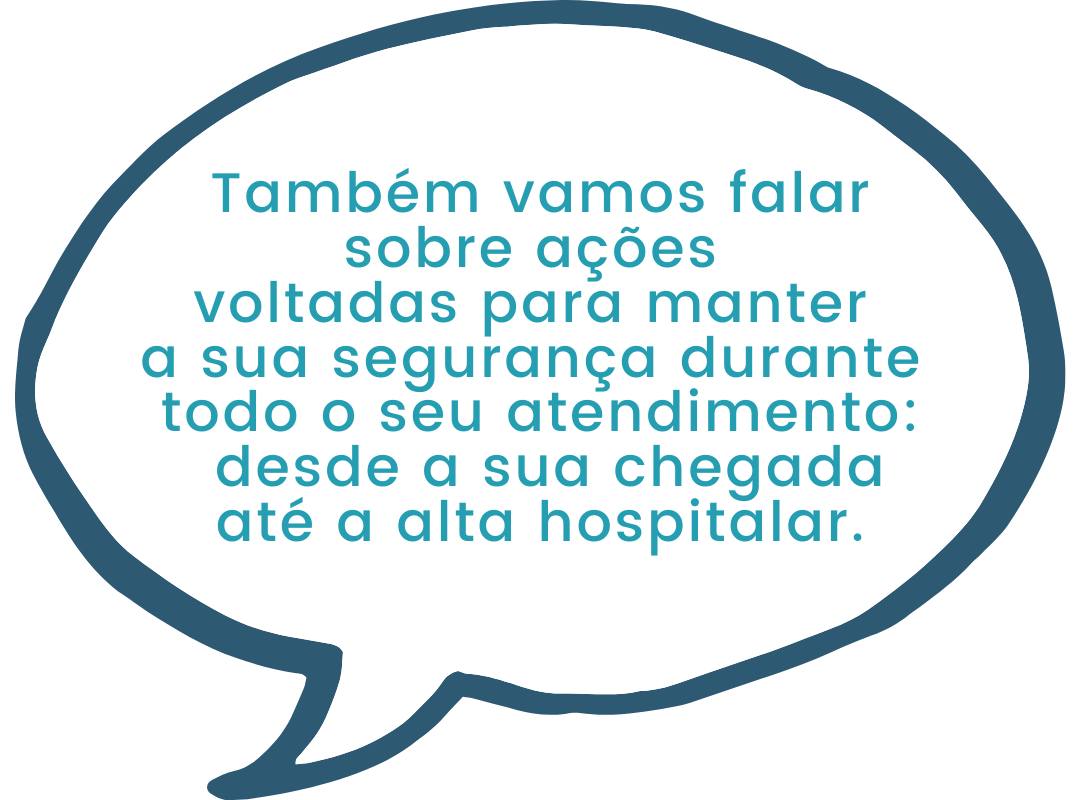 Também vamos falar
sobre ações
voltadas para manter
a sua segurança durante
todo o seu atendimento:
desde a sua chegada
até a alta hospitalar.